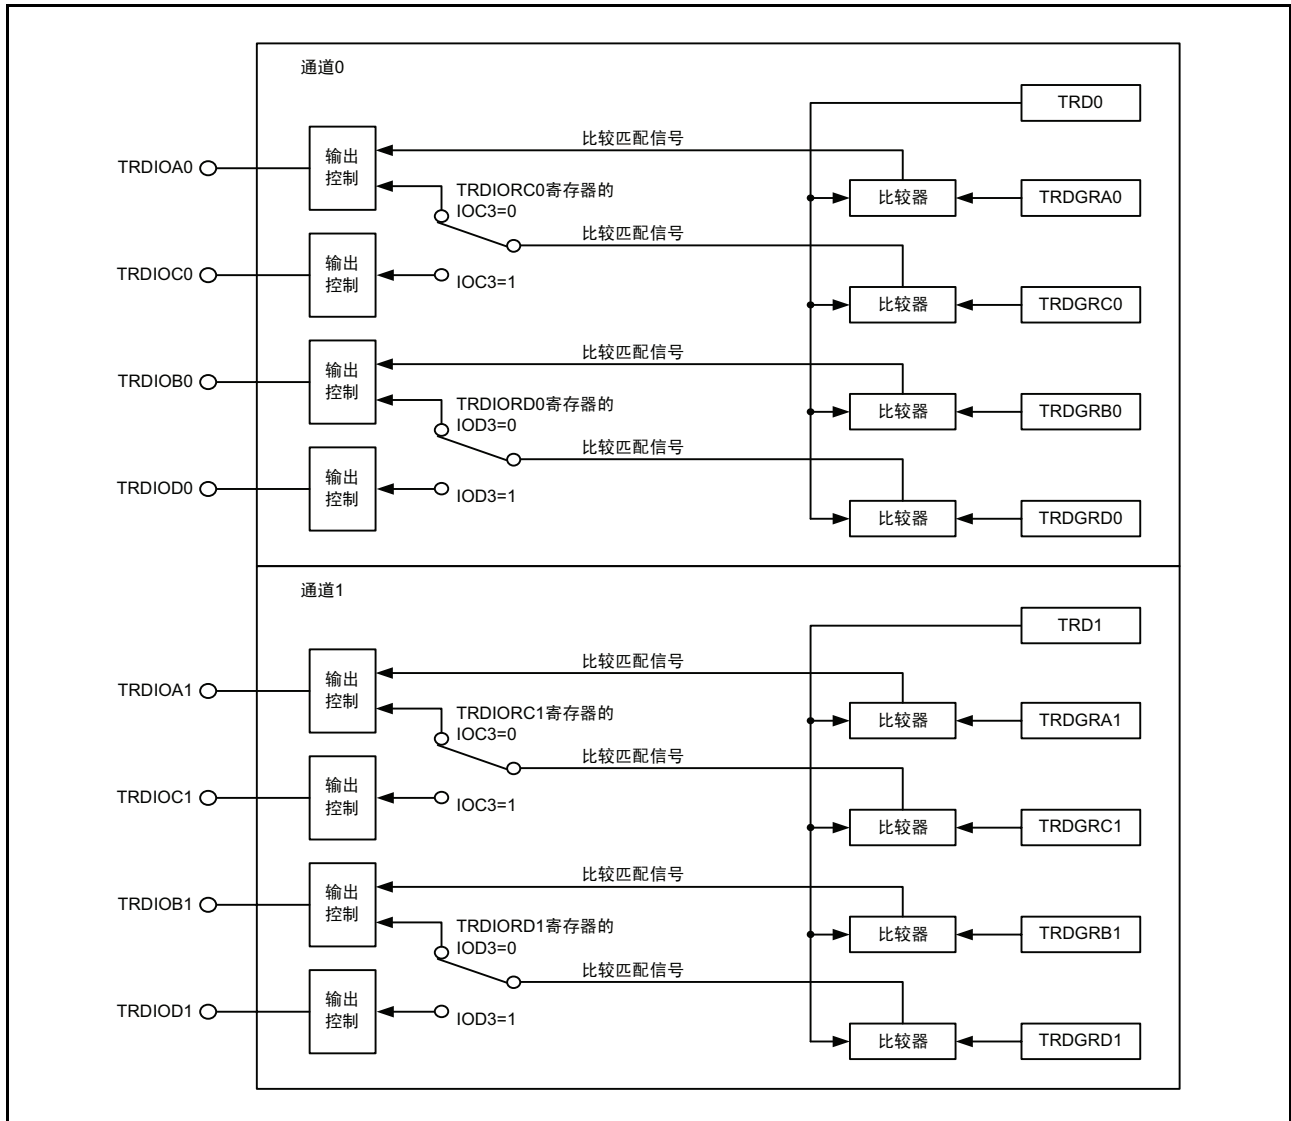 通道0
TRD0
比较匹配信号
TRDIOA0
输出
控制
TRDIORC0寄存器的
IOC3=0
比较器
TRDGRA0
比较匹配信号
TRDIOC0
输出
控制
IOC3=1
比较器
TRDGRC0
比较匹配信号
TRDIOB0
输出
控制
TRDIORD0寄存器的
IOD3=0
比较器
TRDGRB0
比较匹配信号
TRDIOD0
输出
控制
IOD3=1
比较器
TRDGRD0
通道1
TRD1
比较匹配信号
TRDIOA1
输出
控制
TRDIORC1寄存器的
IOC3=0
比较器
TRDGRA1
比较匹配信号
TRDIOC1
输出
控制
IOC3=1
比较器
TRDGRC1
比较匹配信号
TRDIOB1
输出
控制
TRDIORD1寄存器的
IOD3=0
比较器
TRDGRB1
比较匹配信号
TRDIOD1
输出
控制
IOD3=1
比较器
TRDGRD1